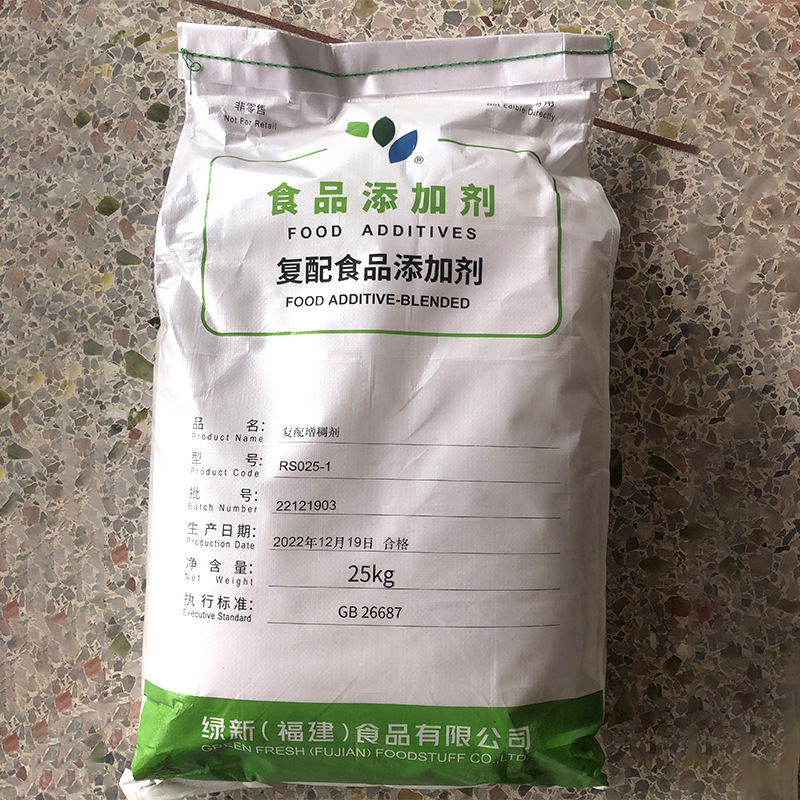 非零售
Not For Retail
用
Not Edible Directly
®
食品添加剂
FOOD ADDITIVES
复配食品添加剂
FOOD ADDITIVE-BLENDED
品 名: 复配增稠剂
Product Name
型 号: RS025-1
Product Code
批 号: 22121903
Batch Number
生产日期: 2022年12月19日 合格
Production Date
净 含 量: 25kg
Net Weight
执行标准: GB 26687
Executive Standard
绿新(福建)食品有限公司
GREEN FRESH (FUJIAN) FOODSTUFF CO.,LTD